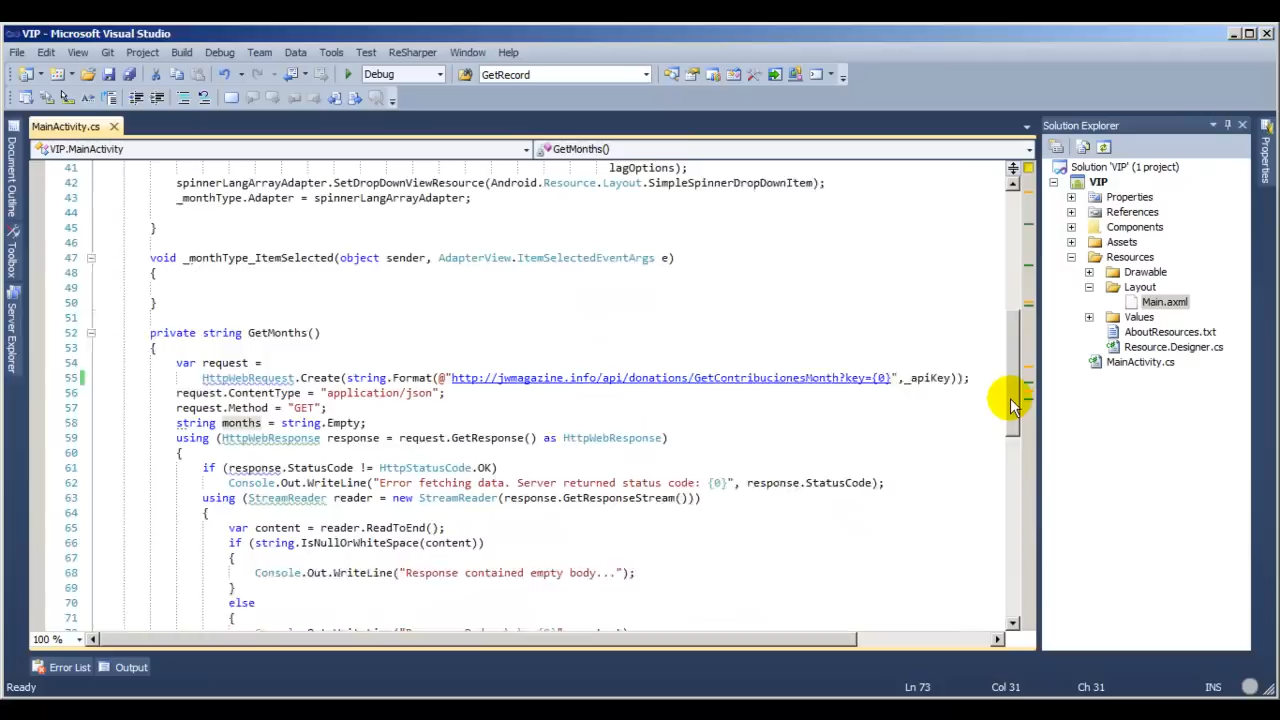 VIP - Microsoft Visual Studio
File Edit View Git Project Build Debug Team Data Tools Test ReSharper Window Help
Debug GetRecord
MainActivity.cs
VIP.MainActivity GetMonths()
41 lagOptions);
42 spinnerLangArrayAdapter.SetDropDownViewResource(Android.Resource.Layout.SimpleSpinnerDropDownItem);
43 _monthType.Adapter = spinnerLangArrayAdapter;
44
45 }
46
47 void _monthType_ItemSelected(object sender, AdapterView.ItemSelectedEventArgs e)
48 {
49
50 }
51
52 private string GetMonths()
53 {
54 var request =
55 HttpWebRequest.Create(string.Format(@"http://jwmagazine.info/api/donations/GetContribucionesMonth?key={0}",_apiKey));
56 request.ContentType = "application/json";
57 request.Method = "GET";
58 string months = string.Empty;
59 using (HttpWebResponse response = request.GetResponse() as HttpWebResponse)
60 {
61 if (response.StatusCode != HttpStatusCode.OK)
62 Console.Out.WriteLine("Error fetching data. Server returned status code: {0}", response.StatusCode);
63 using (StreamReader reader = new StreamReader(response.GetResponseStream()))
64 {
65 var content = reader.ReadToEnd();
66 if (string.IsNullOrWhiteSpace(content))
67 {
68 Console.Out.WriteLine("Response contained empty body...");
69 }
70 else
71 {
100 %
Document Outline
Toolbox
Server Explorer
Solution Explorer
Solution 'VIP' (1 project)
VIP
Properties
References
Components
Assets
Resources
Drawable
Layout
Main.axml
Values
AboutResources.txt
Resource.Designer.cs
MainActivity.cs
Properties
Error List Output
Ready Ln 73 Col 31 Ch 31 INS